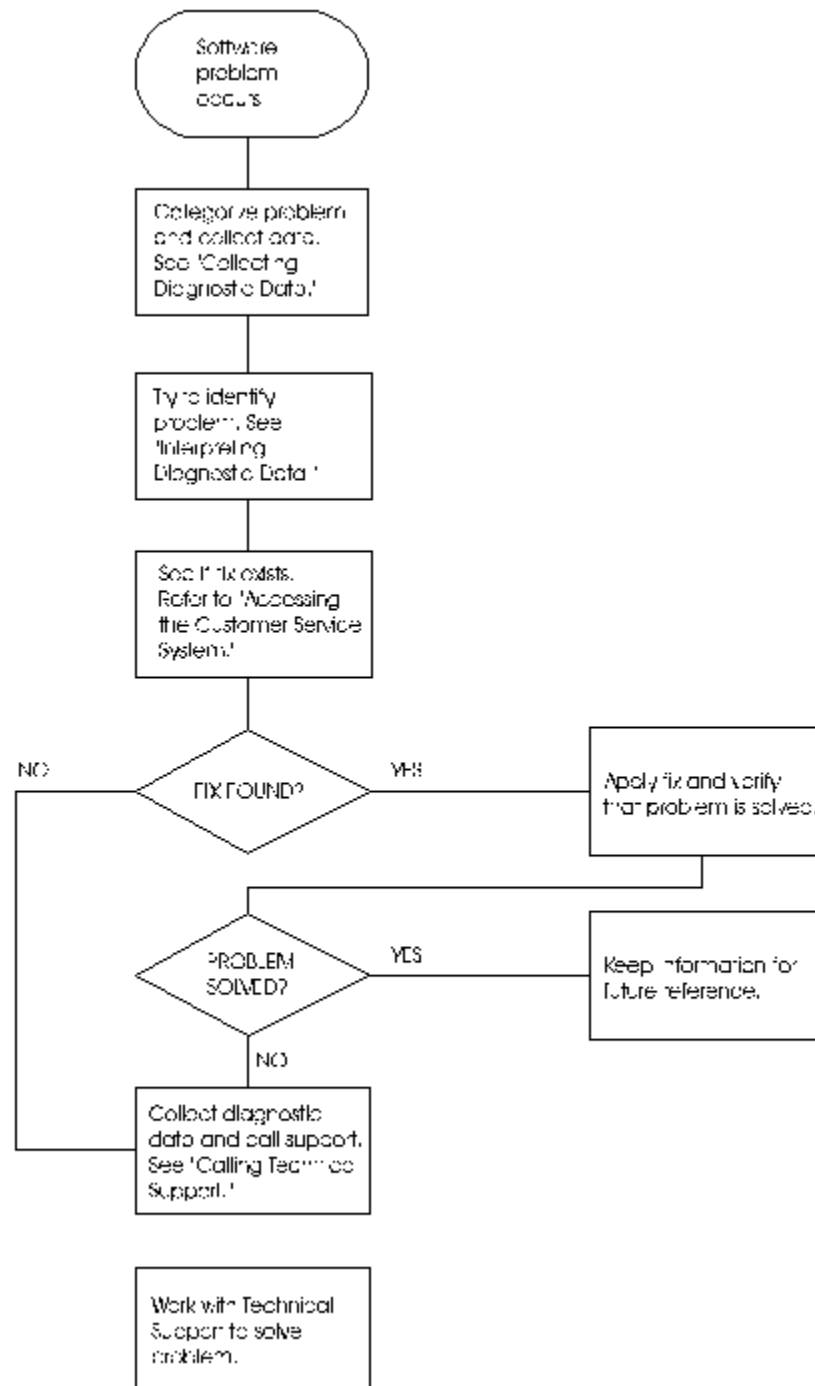 Software
problem
occurs
Categorize problem
and collect data.
See "Collecting
Diagnostic Data."
Try to identify
problem. See
"Interpreting
Diagnostic Data."
See if fix exists.
Refer to "Accessing
the Customer Service
System."
FIX FOUND?
NO
YES
Apply fix and verify
that problem is solved.
PROBLEM
SOLVED?
YES
Keep information for
future reference.
NO
Collect diagnostic
data and call support.
See "Calling Technical
Support."
Work with Technical
Support to solve
problem.